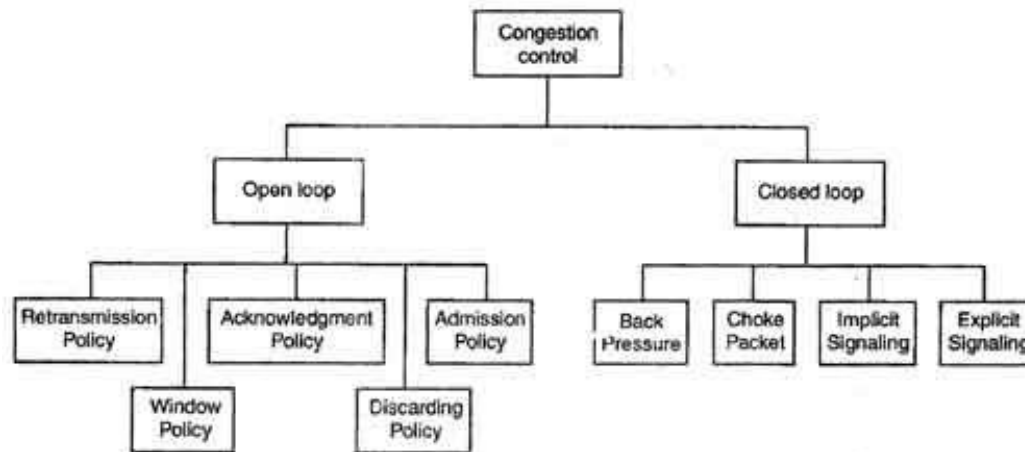 Congestion
control
Open loop
Closed loop
Retransmission
Policy
Acknowledgment
Policy
Admission
Policy
Back
Pressure
Choke
Packet
Implicit
Signaling
Explicit
Signaling
Window
Policy
Discarding
Policy